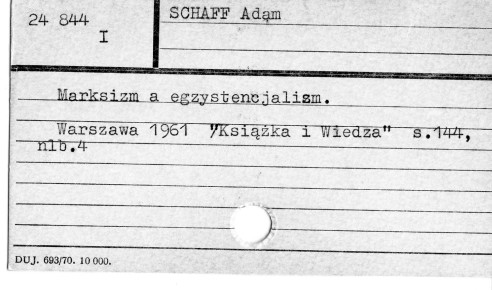 24 844
I
SCHAFF Adam
Marksizm a egzystencjalizm.
Warszawa 1961 "Książka i Wiedza" s.144,
nlb.4
DUJ. 693/70. 10 000.